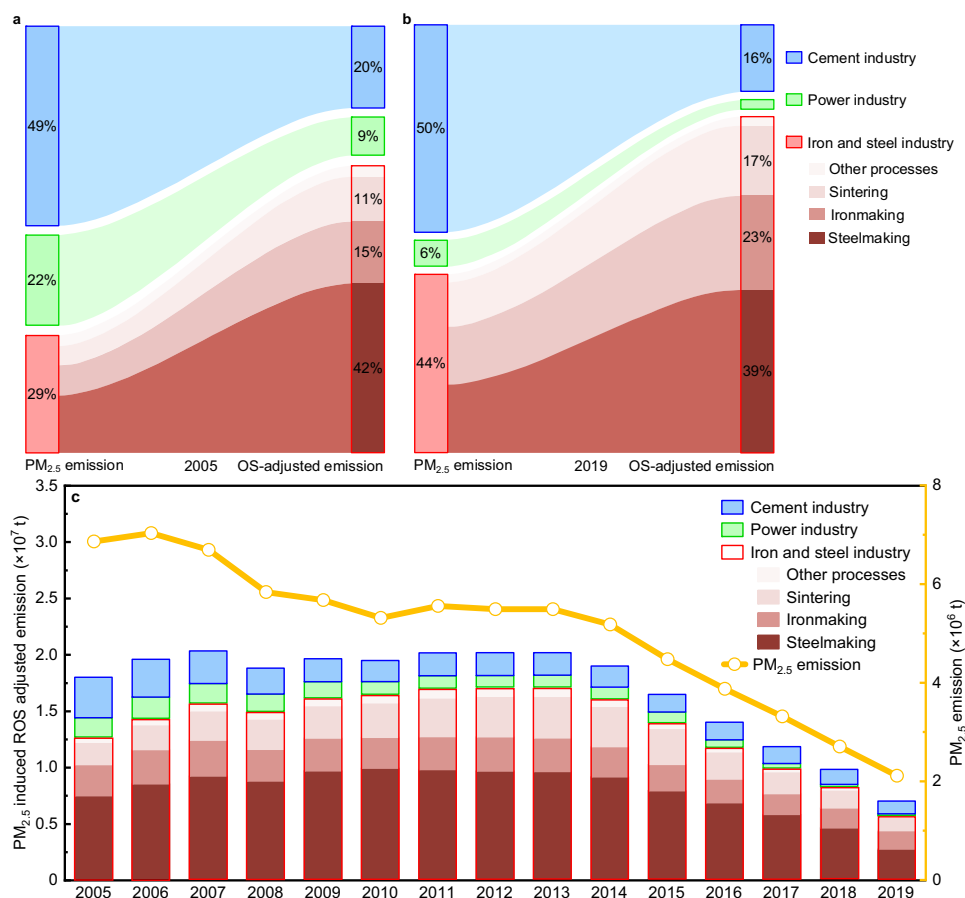 a
49%
22%
29%
20%
9%
11%
15%
42%
PM2.5 emission 2005 OS-adjusted emission
b
50%
6%
44%
16%
17%
23%
39%
PM2.5 emission 2019 OS-adjusted emission
Cement industry
Power industry
Iron and steel industry
Other processes
Sintering
Ironmaking
Steelmaking
c
PM2.5 induced ROS adjusted emission (×10^7 t)
3.5
3.0
2.5
2.0
1.5
1.0
0.5
0
Cement industry
Power industry
Iron and steel industry
Other processes
Sintering
Ironmaking
Steelmaking
PM2.5 emission
8
6
4
2
0
PM2.5 emission (×10^6 t)
2005 2006 2007 2008 2009 2010 2011 2012 2013 2014 2015 2016 2017 2018 2019